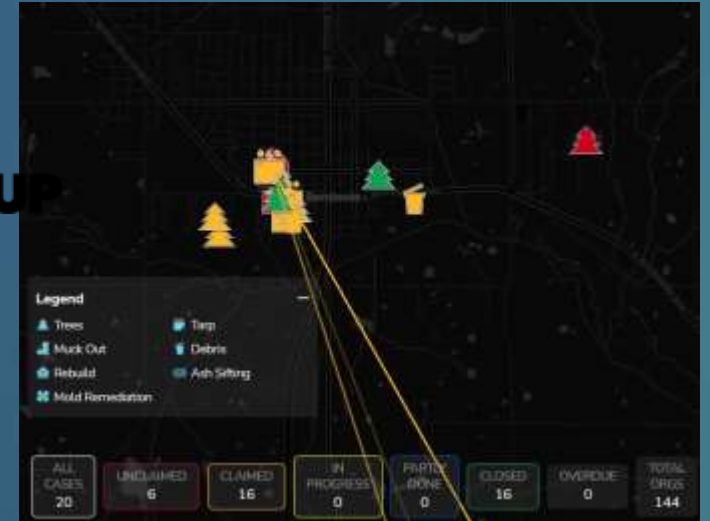 UP
Legend
Trees
Tarp
Muck Out
Debris
Rebuild
Ash Sifting
Mold Remediation
ALL CASES 20
UNCLAIMED 6
CLAIMED 16
IN PROGRESS 0
PARTLY DONE 0
CLOSED 16
OVERDUE 0
TOTAL ORGS 144